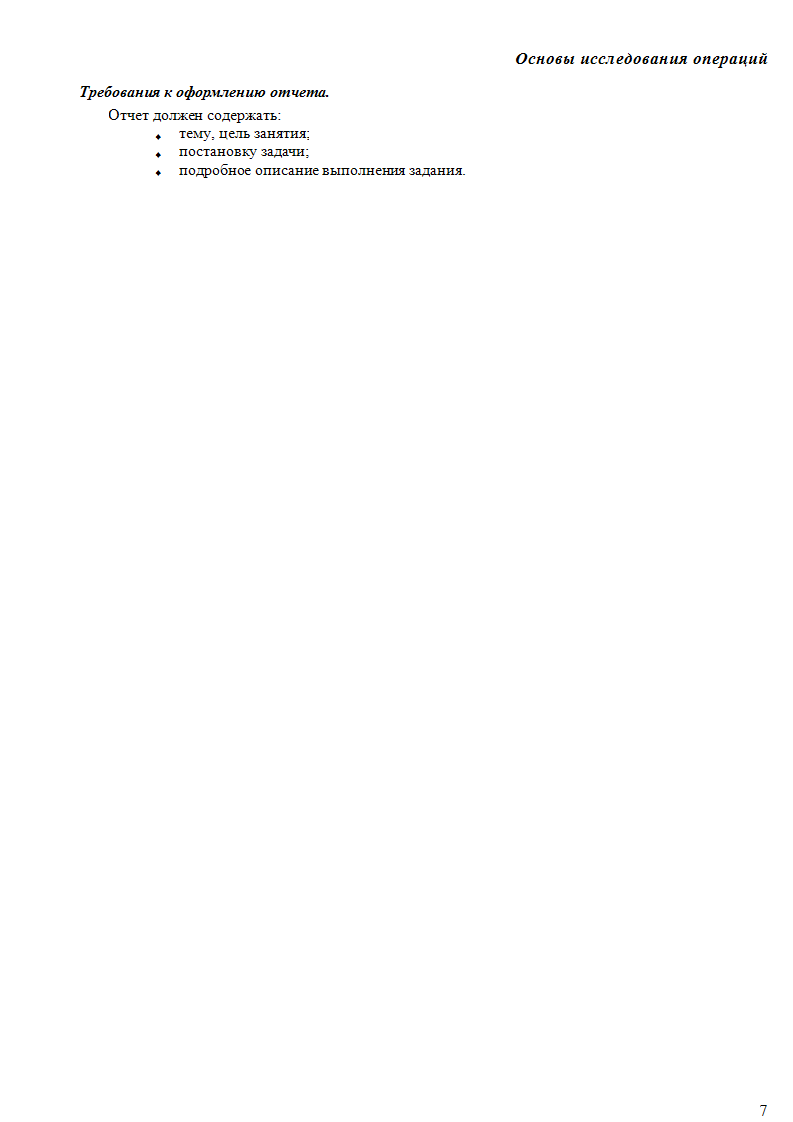 Основы исследования операций
Требования к оформлению отчета.
Отчет должен содержать:
⬥ тему, цель занятия;
⬥ постановку задачи;
⬥ подробное описание выполнения задания.
7